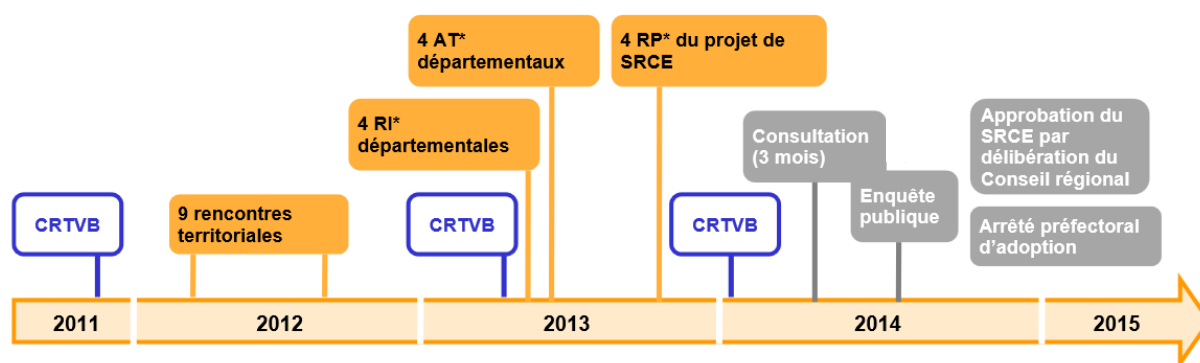 4 AT*
départementaux
4 RP* du projet de
SRCE
4 RI*
départementales
Consultation
(3 mois)
Approbation du
SRCE par
délibération du
Conseil régional
CRTVB
9 rencontres
territoriales
CRTVB
CRTVB
Enquête
publique
Arrêté préfectoral
d’adoption
2011
2012
2013
2014
2015